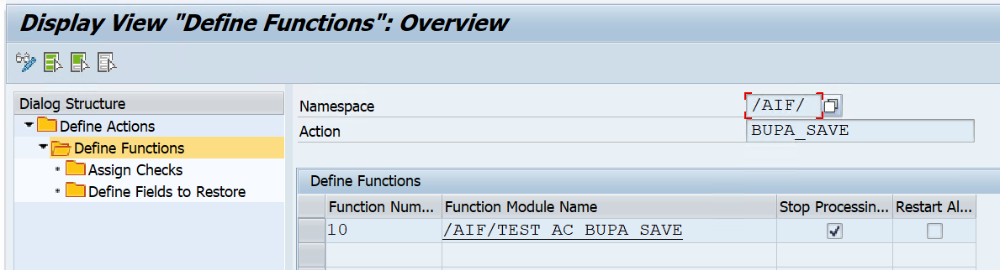 Display View "Define Functions": Overview
Dialog Structure
Define Actions
Define Functions
Assign Checks
Define Fields to Restore
Namespace /AIF/
Action BUPA_SAVE
Define Functions
Function Num... Function Module Name Stop Processin... Restart Al...
10 /AIF/TEST_AC_BUPA_SAVE